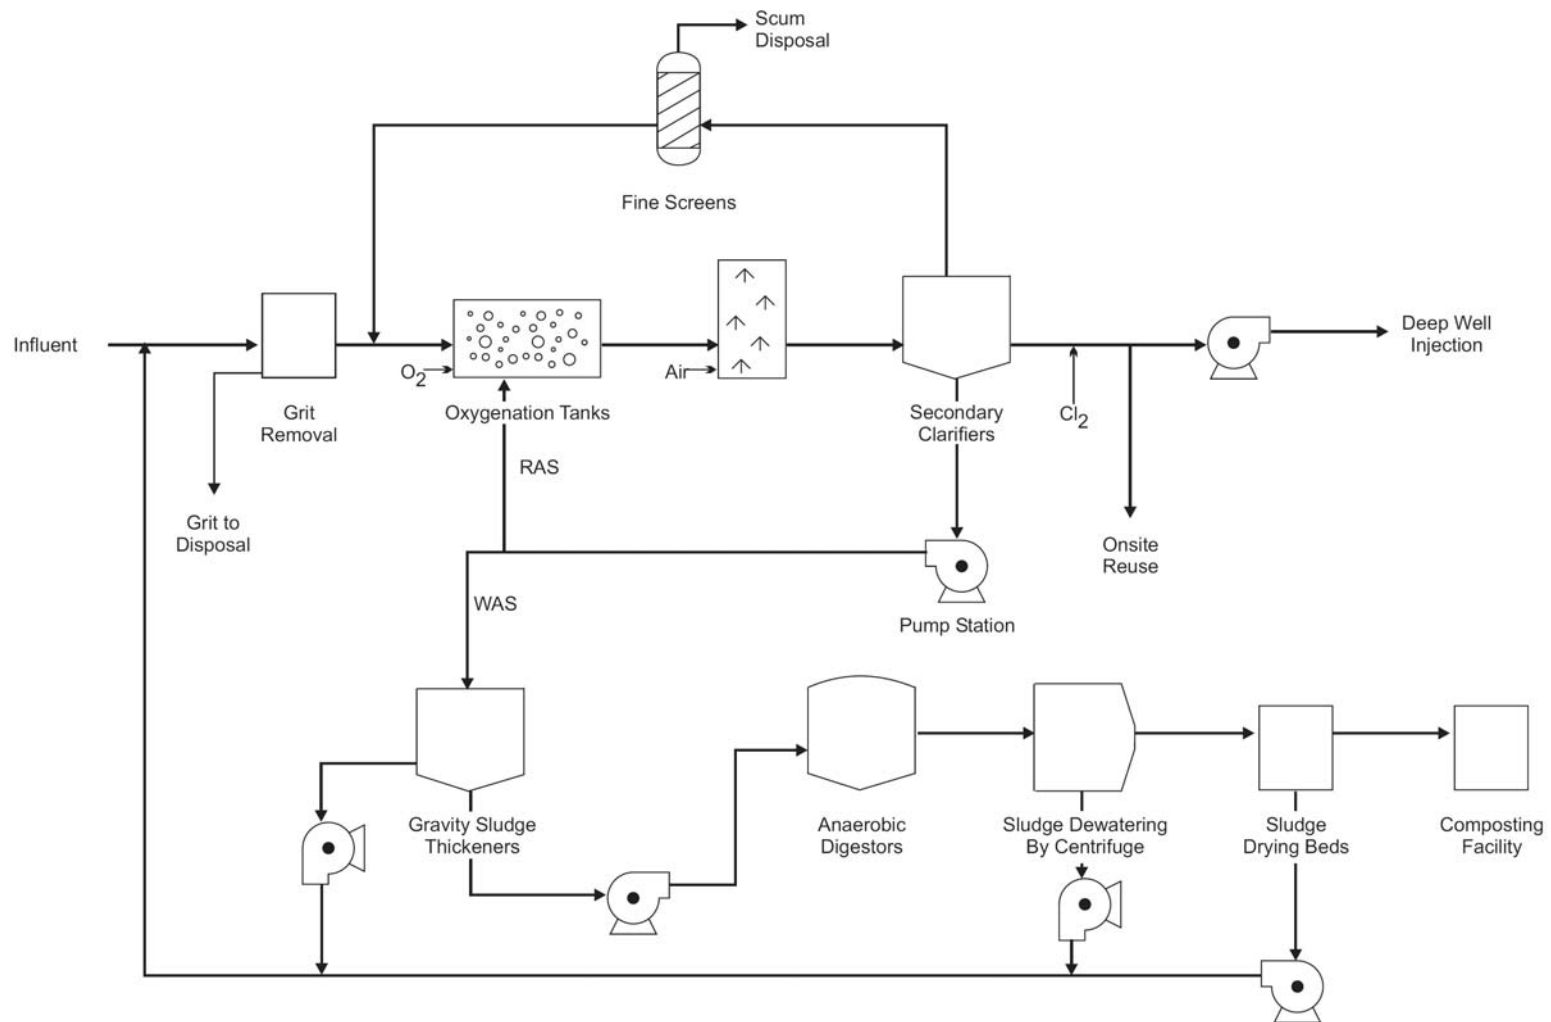 Scum
Disposal
Fine Screens
Influent
O2
Air
Cl2
Deep Well
Injection
Grit
Removal
Oxygenation Tanks
Secondary
Clarifiers
RAS
Grit to
Disposal
Onsite
Reuse
WAS
Pump Station
Gravity Sludge
Thickeners
Anaerobic
Digestors
Sludge Dewatering
By Centrifuge
Sludge
Drying Beds
Composting
Facility